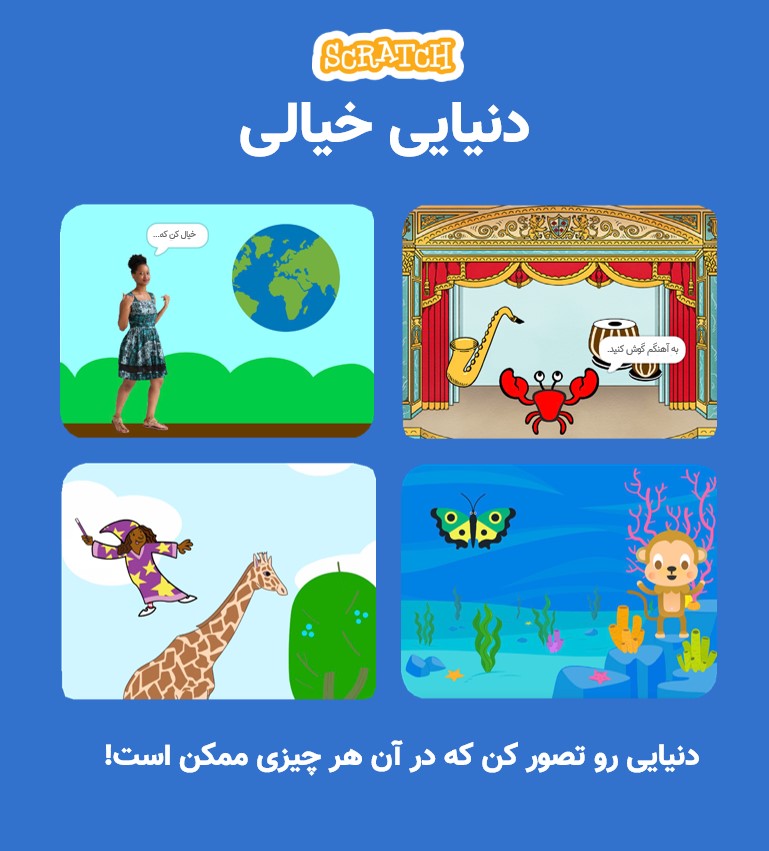 SCRATCH
دنیایی خیالی
خیال کن که...
به آهنگم گوش کنید.
دنیایی رو تصور کن که در آن هر چیزی ممکن است!